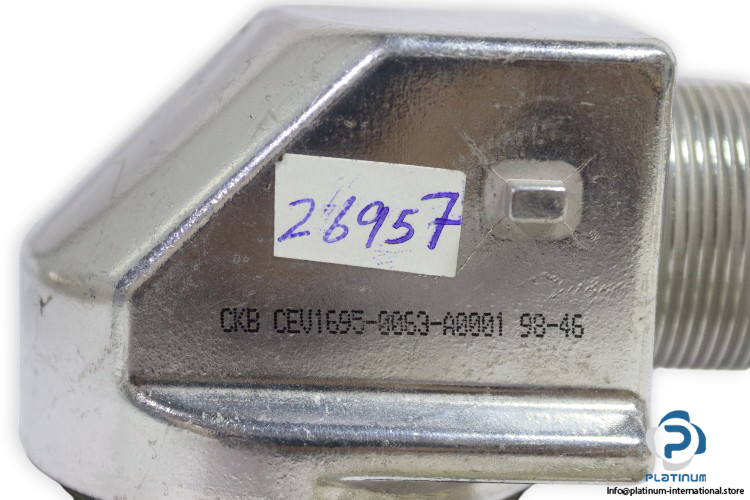 26957
CKB CEV1695-0063-A0001 98-46
PLATINUM
Info@platinum-international.store